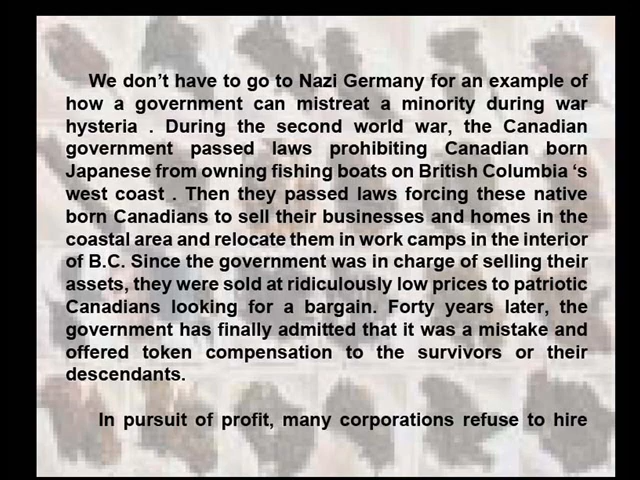 We don't have to go to Nazi Germany for an example of
how a government can mistreat a minority during war
hysteria . During the second world war, the Canadian
government passed laws prohibiting Canadian born
Japanese from owning fishing boats on British Columbia 's
west coast . Then they passed laws forcing these native
born Canadians to sell their businesses and homes in the
coastal area and relocate them in work camps in the interior
of B.C. Since the government was in charge of selling their
assets, they were sold at ridiculously low prices to patriotic
Canadians looking for a bargain. Forty years later, the
government has finally admitted that it was a mistake and
offered token compensation to the survivors or their
descendants.
In pursuit of profit, many corporations refuse to hire